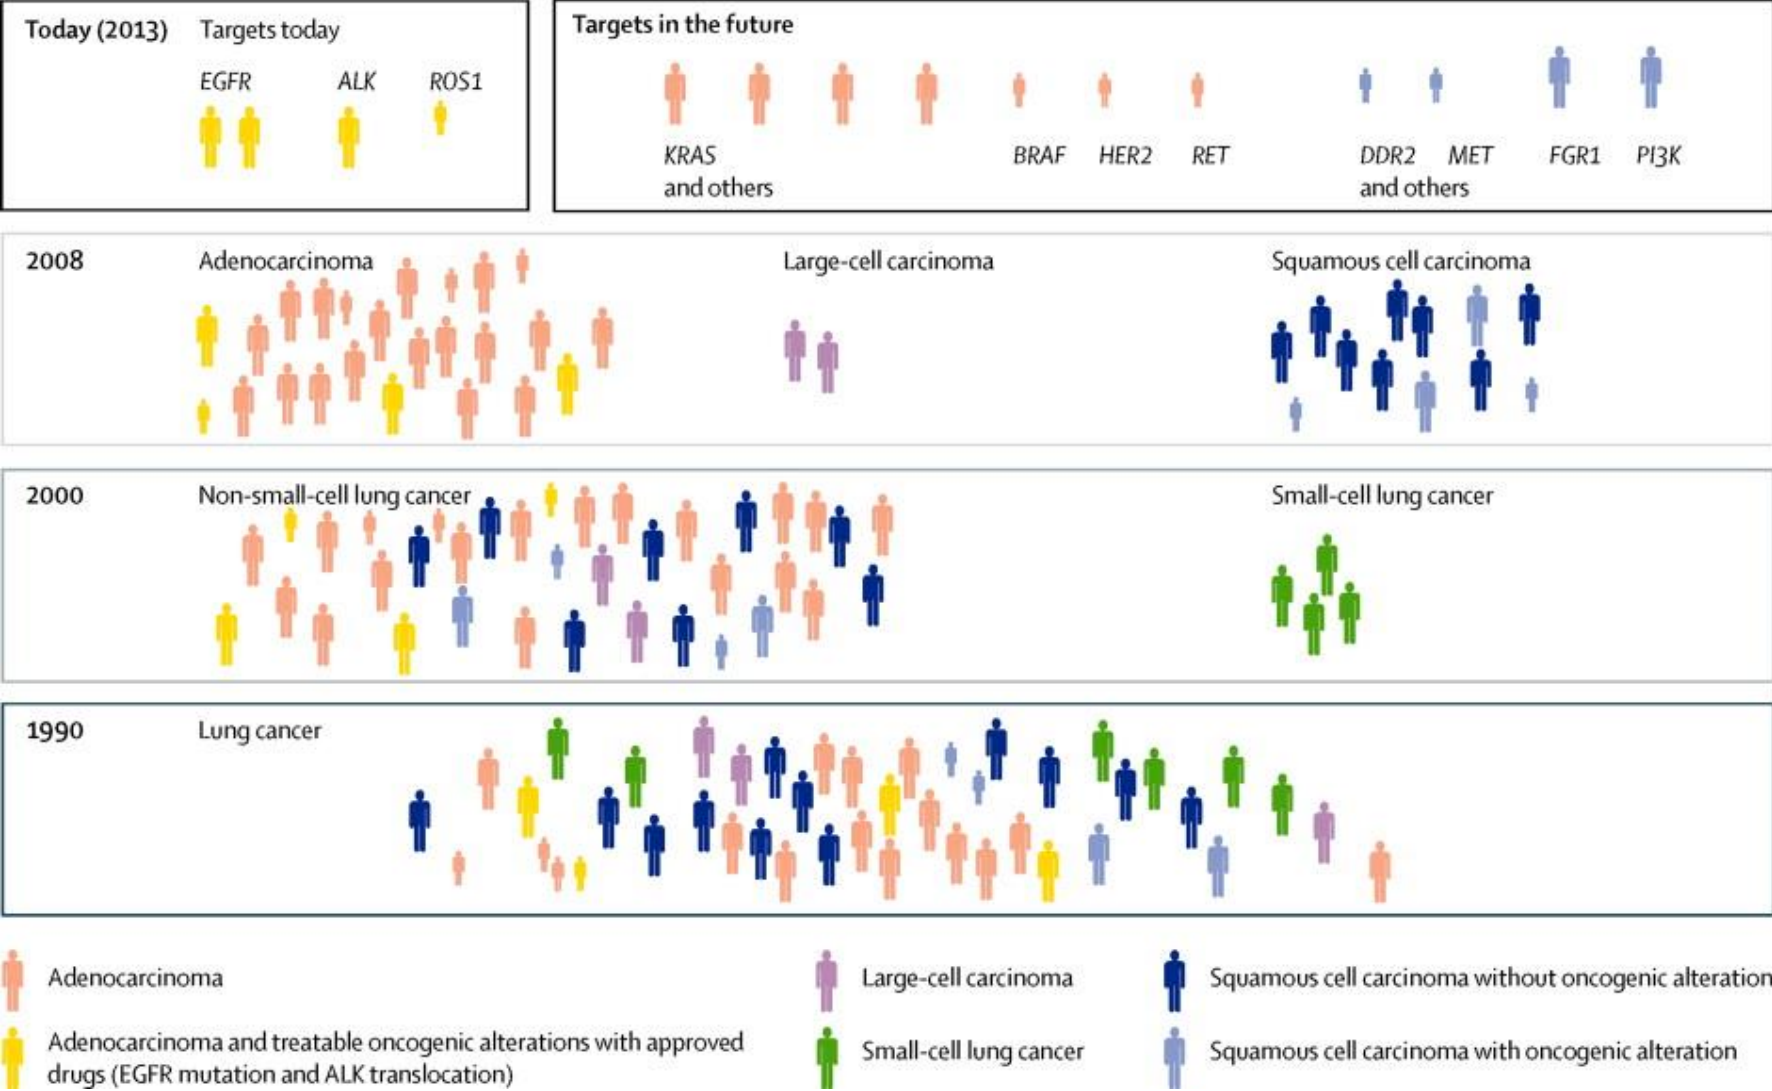 Today (2013)
Targets today
EGFR
ALK
ROS1
Targets in the future
KRAS
and others
BRAF
HER2
RET
DDR2
and others
MET
FGR1
PI3K
2008
Adenocarcinoma
Large-cell carcinoma
Squamous cell carcinoma
2000
Non-small-cell lung cancer
Small-cell lung cancer
1990
Lung cancer
Adenocarcinoma
Adenocarcinoma and treatable oncogenic alterations with approved
drugs (EGFR mutation and ALK translocation)
Large-cell carcinoma
Small-cell lung cancer
Squamous cell carcinoma without oncogenic alteration
Squamous cell carcinoma with oncogenic alteration